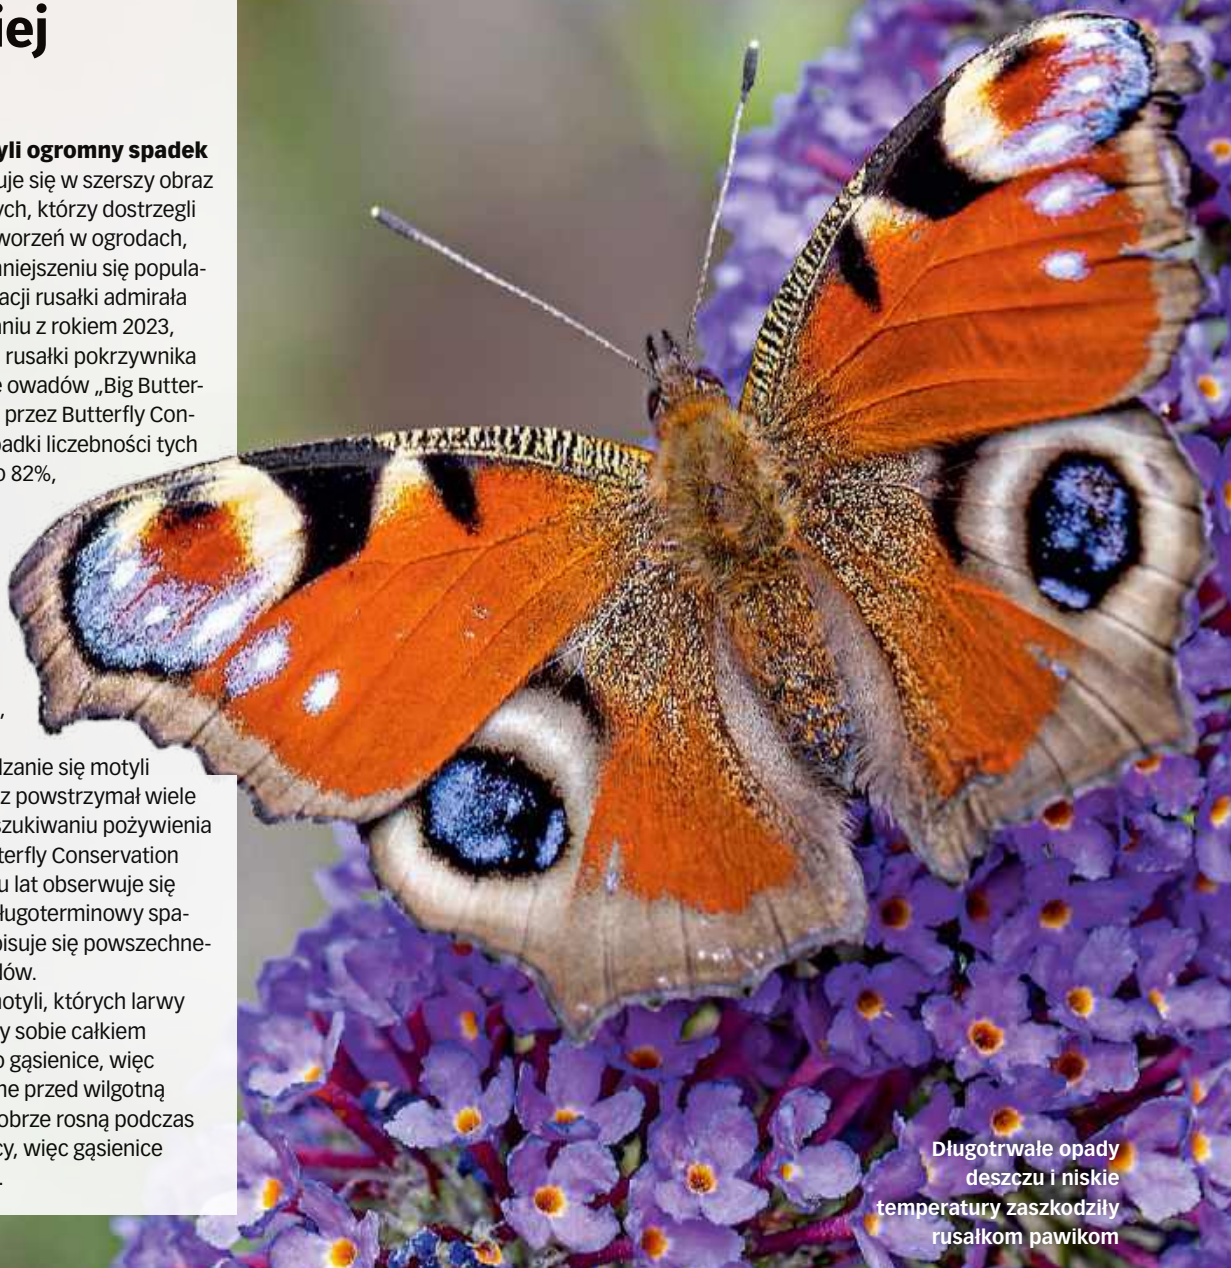 iej
yli ogromny spadek
uje się w szerszy obraz
ych, którzy dostrzegli
worzeń w ogrodach,
niejszeniu się popula-
acji rusałki admirała
niu z rokiem 2023,
rusałki pokrzywnika
e owadów „Big Butter-
przez Butterfly Con-
padki liczebności tych
o 82%,
,
dzanie się motyli
z powstrzymał wiele
szukiwaniu pożywienia
terfly Conservation
u lat obserwuje się
ługoterminowy spa-
pisuje się powszechne-
dów.
notyli, których larwy
y sobie całkiem
o gąsienice, więc
ne przed wilgotną
obrze rosną podczas
cy, więc gąsienice
.
Długotrwałe opady
deszczu i niskie
temperatury zaszkodziły
rusałkom pawikom